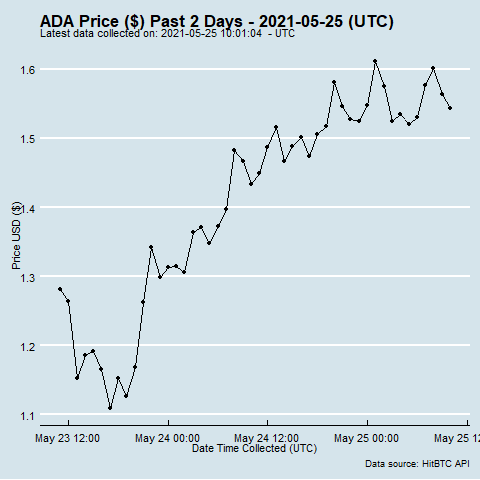 ADA Price ($) Past 2 Days - 2021-05-25 (UTC)
Latest data collected on: 2021-05-25 10:01:04 - UTC
1.6
1.5
1.4
1.3
1.2
1.1
Price USD ($)
May 23 12:00 May 24 00:00 May 24 12:00 May 25 00:00 May 25 12
Date Time Collected (UTC)
Data source: HitBTC API